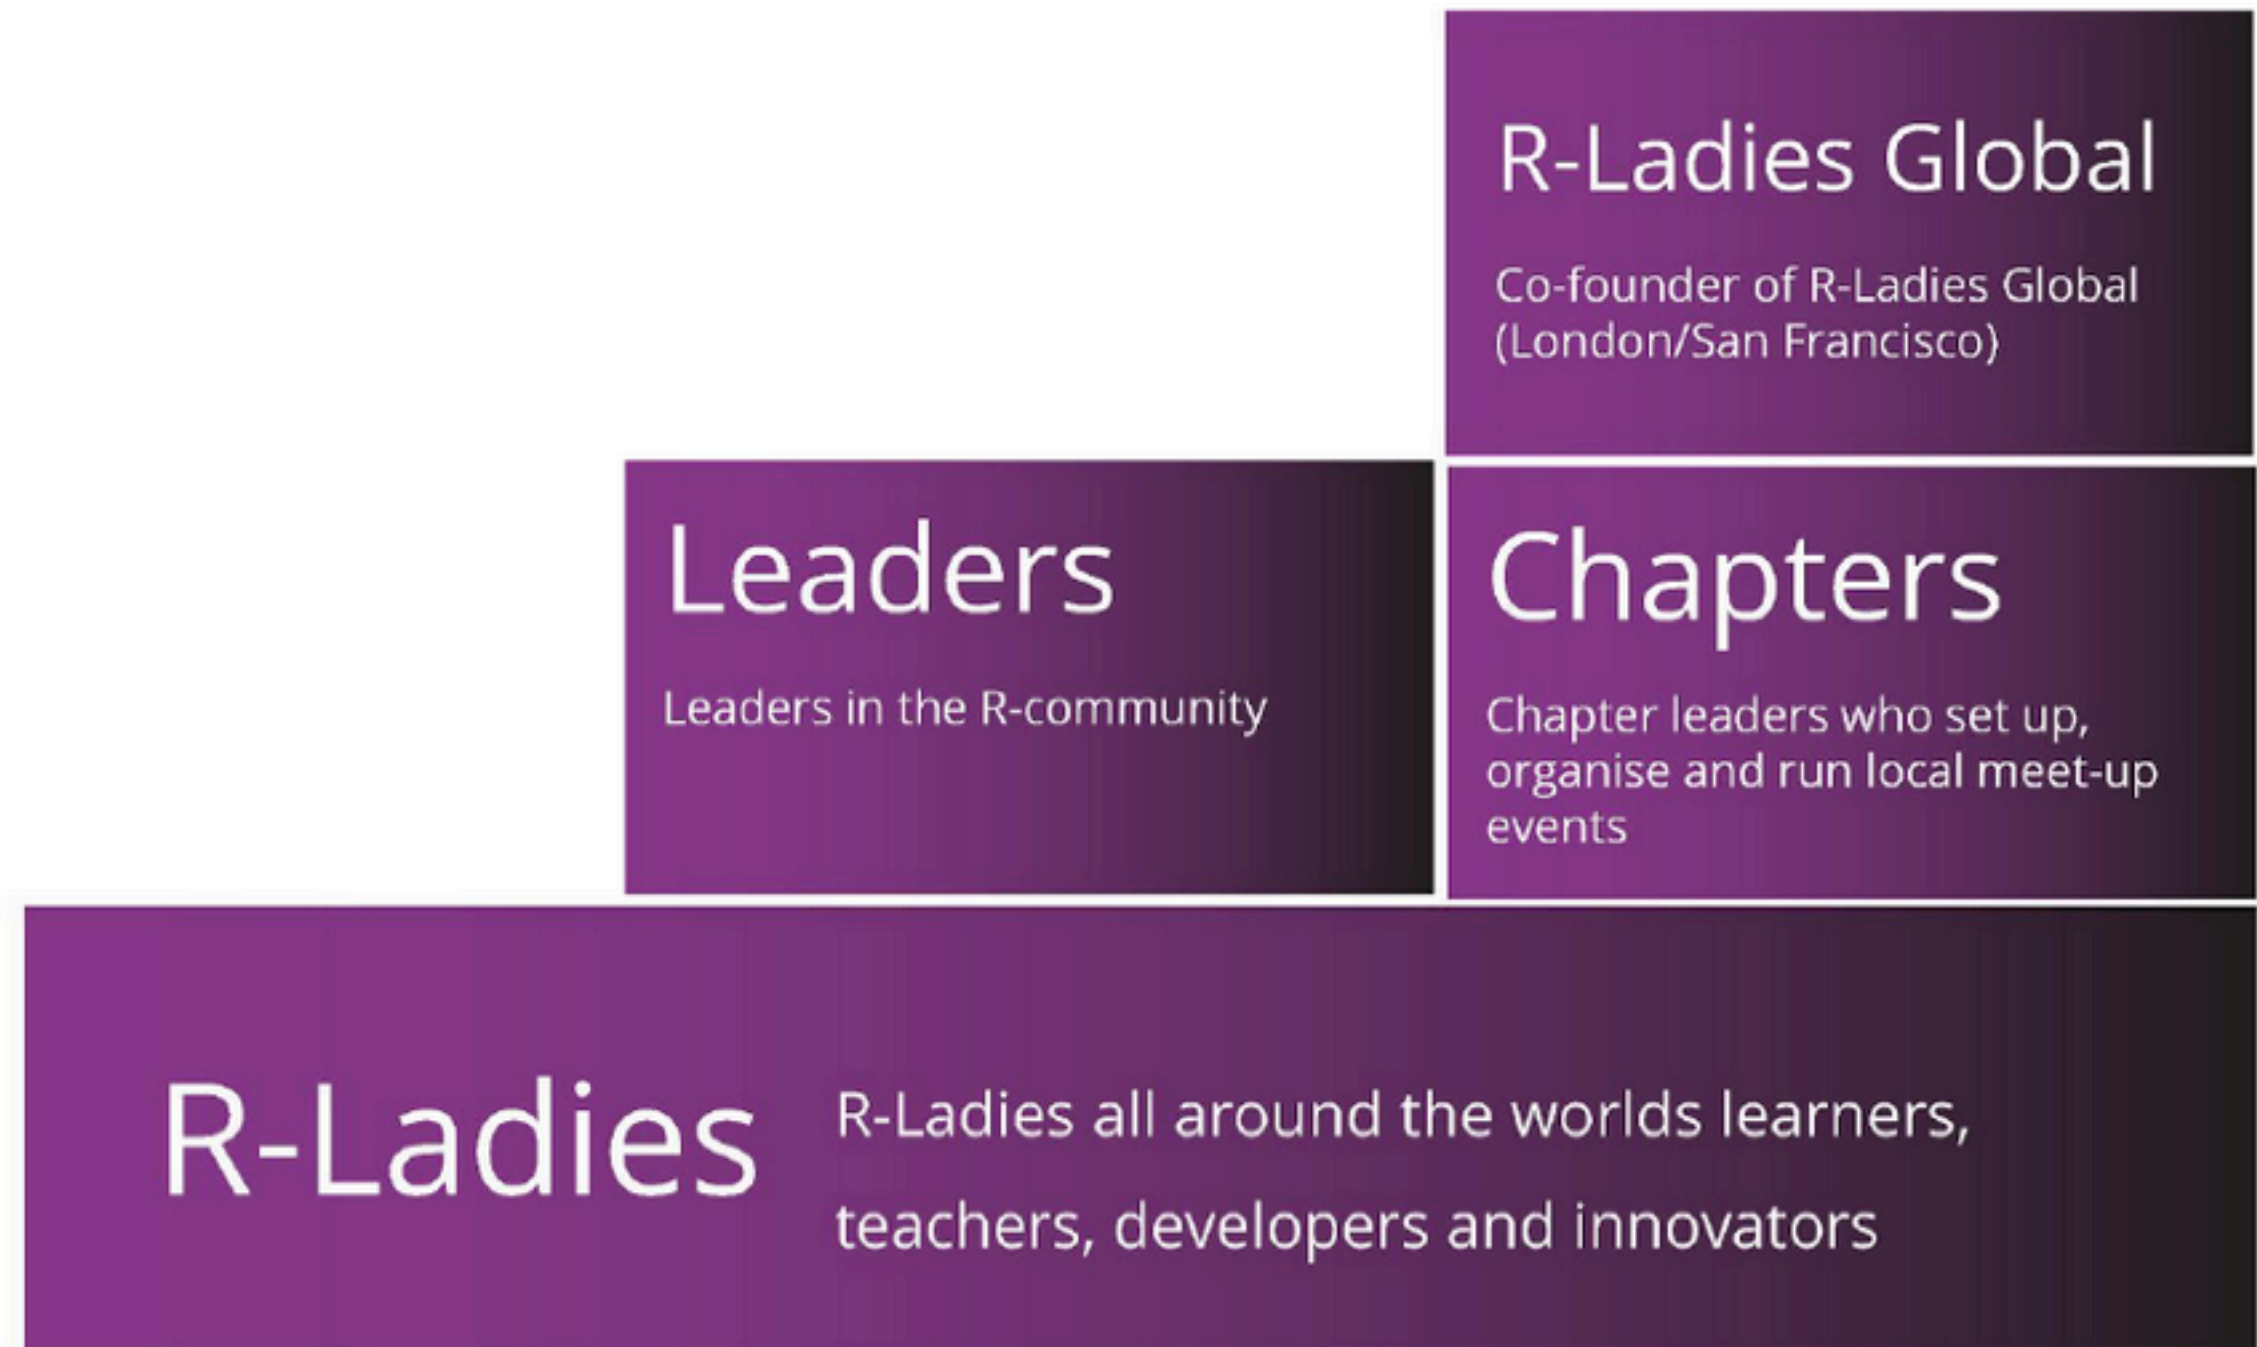 R-Ladies Global
Co-founder of R-Ladies Global
(London/San Francisco)
Leaders
Leaders in the R-community
Chapters
Chapter leaders who set up,
organise and run local meet-up
events
R-Ladies
R-Ladies all around the worlds learners,
teachers, developers and innovators